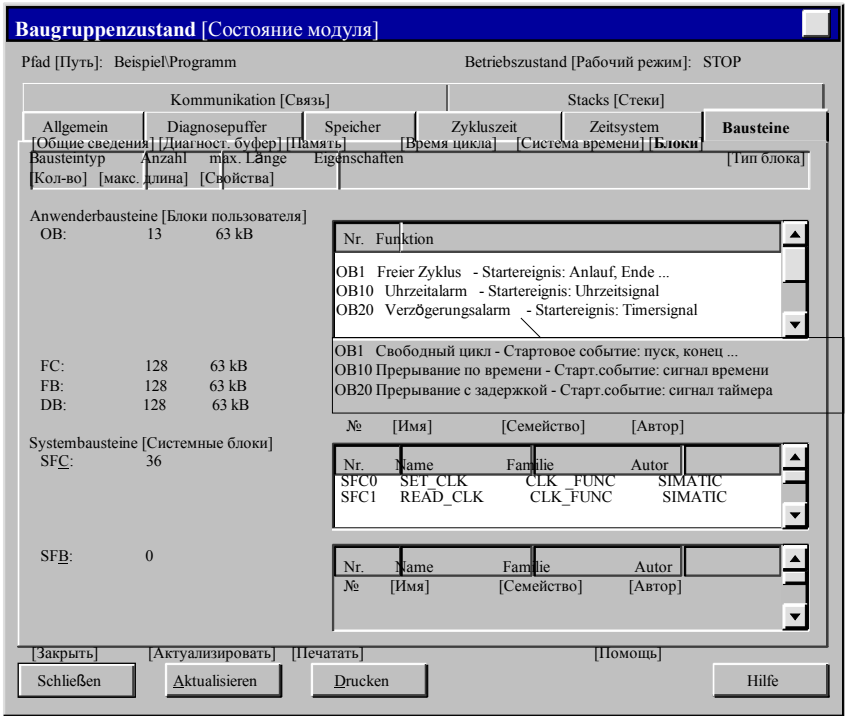 Baugruppenzustand [Состояние модуля]
Pfad [Путь]: Beispiel\Programm Betriebszustand [Рабочий режим]: STOP
Kommunikation [Связь] Stacks [Стеки]
Allgemein Diagnosepuffer Speicher Zykluszeit Zeitsystem Bausteine
[Общие сведения] [Диагност. буфер] [Память] [Время цикла] [Система времени] [Блоки]
Bausteintyp Anzahl max. Länge Eigenschaften [Тип блока]
[Кол-во] [макс. длина] [Свойства]
Anwenderbausteine [Блоки пользователя]
OB: 13 63 kB
Nr. Funktion
OB1 Freier Zyklus - Startereignis: Anlauf, Ende ...
OB10 Uhrzeitalarm - Startereignis: Uhrzeitsignal
OB20 Verzögerungsalarm - Startereignis: Timersignal
OB1 Свободный цикл - Стартовое событие: пуск, конец ...
OB10 Прерывание по времени - Старт.событие: сигнал времени
OB20 Прерывание с задержкой - Старт.событие: сигнал таймера
FC: 128 63 kB
FB: 128 63 kB
DB: 128 63 kB
№ [Имя] [Семейство] [Автор]
Systembausteine [Системные блоки]
SFC: 36
Nr. Name Familie Autor
SFC0 SET_CLK CLK _FUNC SIMATIC
SFC1 READ_CLK CLK_FUNC SIMATIC
SFB: 0
Nr. Name Familie Autor
№ [Имя] [Семейство] [Автор]
[Закрыть] [Актуализировать] [Печатать] [Помощь]
Schließen Aktualisieren Drucken Hilfe